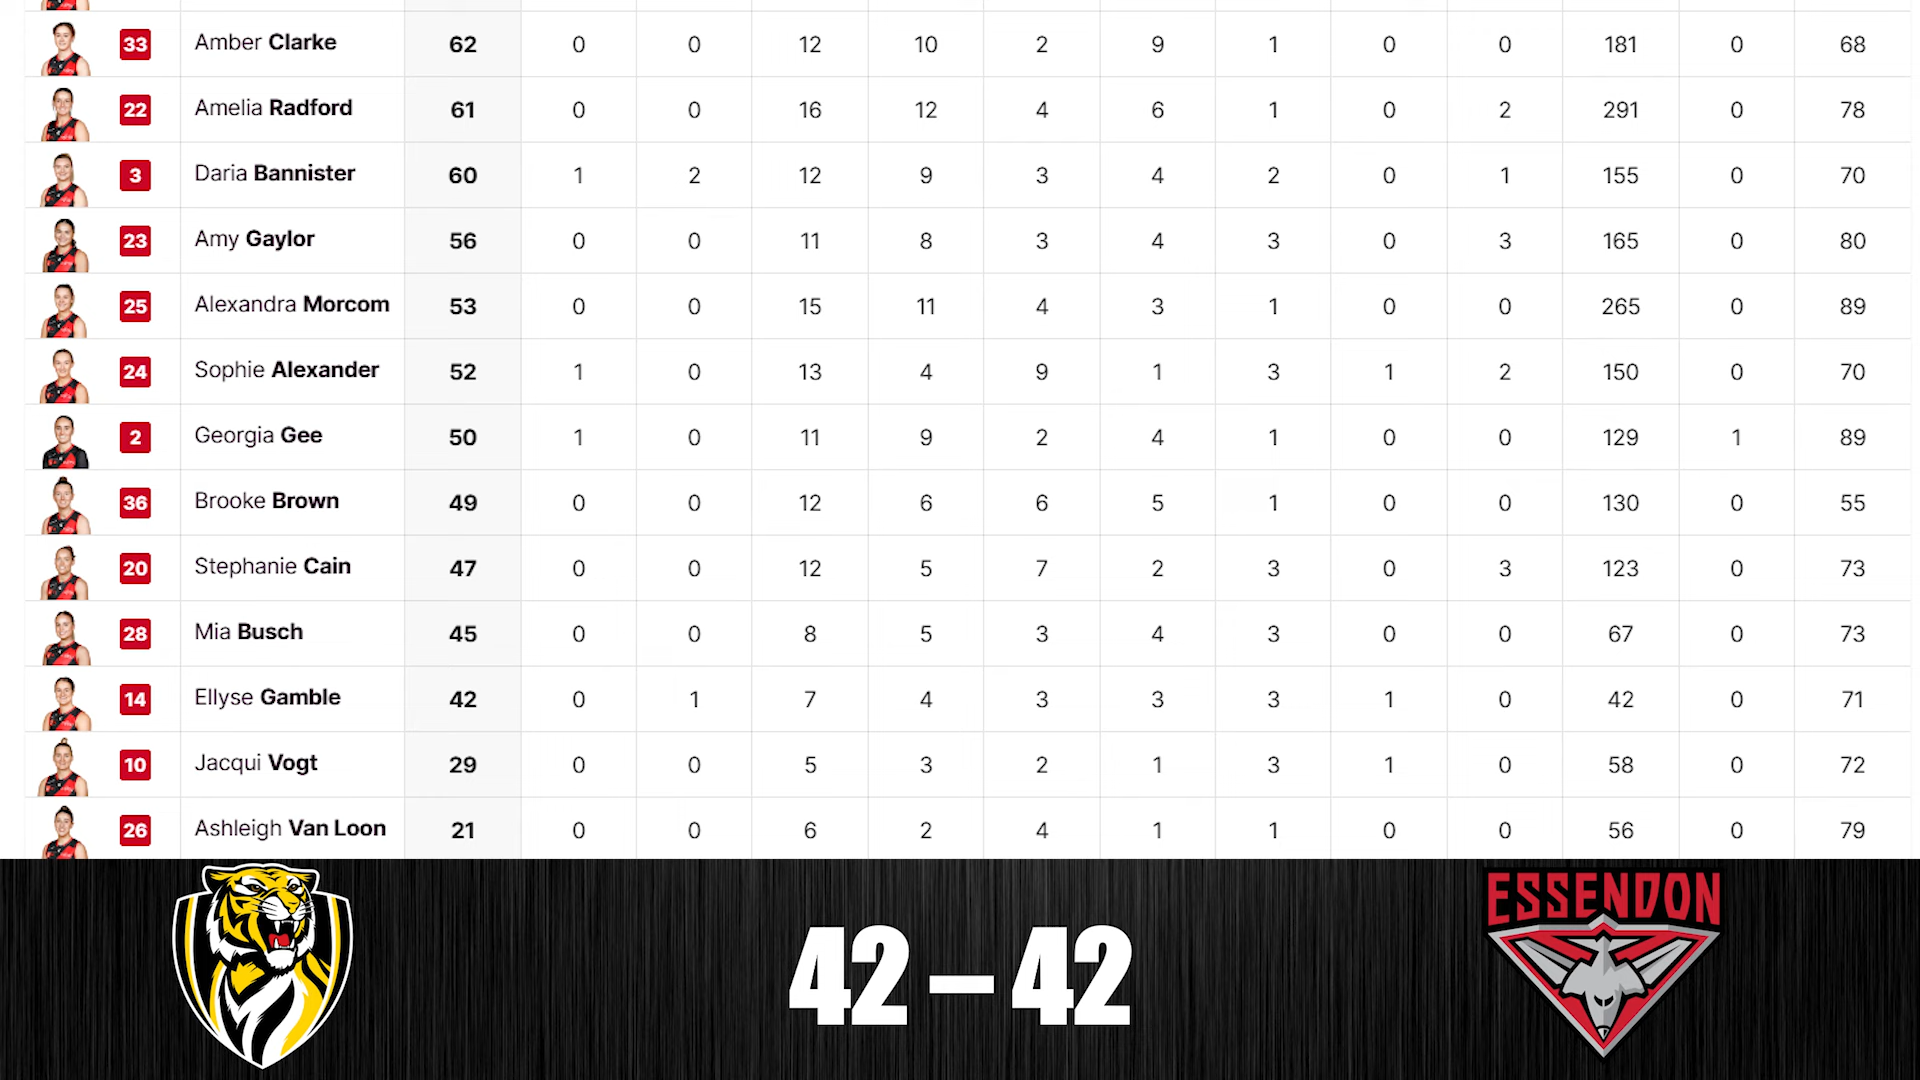 33 Amber Clarke 62 0 0 12 10 2 9 1 0 0 181 0 68
22 Amelia Radford 61 0 0 16 12 4 6 1 0 2 291 0 78
3 Daria Bannister 60 1 2 12 9 3 4 2 0 1 155 0 70
23 Amy Gaylor 56 0 0 11 8 3 4 3 0 3 165 0 80
25 Alexandra Morcom 53 0 0 15 11 4 3 1 0 0 265 0 89
24 Sophie Alexander 52 1 0 13 4 9 1 3 1 2 150 0 70
2 Georgia Gee 50 1 0 11 9 2 4 1 0 0 129 1 89
36 Brooke Brown 49 0 0 12 6 6 5 1 0 0 130 0 55
20 Stephanie Cain 47 0 0 12 5 7 2 3 0 3 123 0 73
28 Mia Busch 45 0 0 8 5 3 4 3 0 0 67 0 73
14 Ellyse Gamble 42 0 1 7 4 3 3 3 1 0 42 0 71
10 Jacqui Vogt 29 0 0 5 3 2 1 3 1 0 58 0 72
26 Ashleigh Van Loon 21 0 0 6 2 4 1 1 0 0 56 0 79
ESSENDON
42 – 42